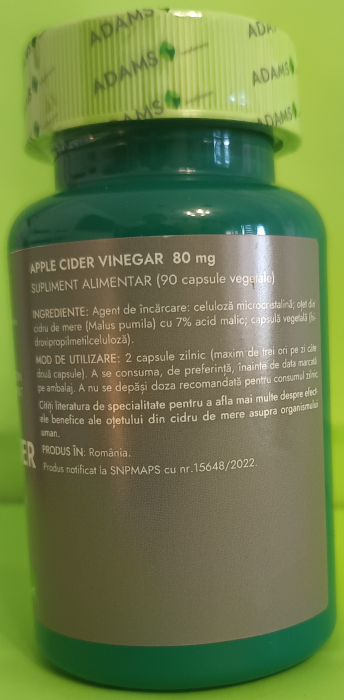 ADAMS
ADAMS
ADAMS
ADAMS
ADAMS
APPLE CIDER VINEGAR 80 mg
SUPLIMENT ALIMENTAR (90 capsule vegetale)
INGREDIENTE: Agent de încărcare: celuloză microcristalină; oțet din
cidru de mere (Malus pumila) cu 7% acid malic; capsulă vegetală (hi-
droxipropilmetilceluloză).
MOD DE UTILIZARE: 2 capsule zilnic (maxim de trei ori pe zi câte
două capsule). A se consuma, de preferință, înainte de data marcată
pe ambalaj. A nu se depăși doza recomandată pentru consumul zilnic.
Citiți literatura de specialitate pentru a afla mai multe despre efect-
ele benefice ale oțetului din cidru de mere asupra organismului
uman.
ER
PRODUS ÎN: România.
Produs notificat la SNPMAPS cu nr.15648/2022.